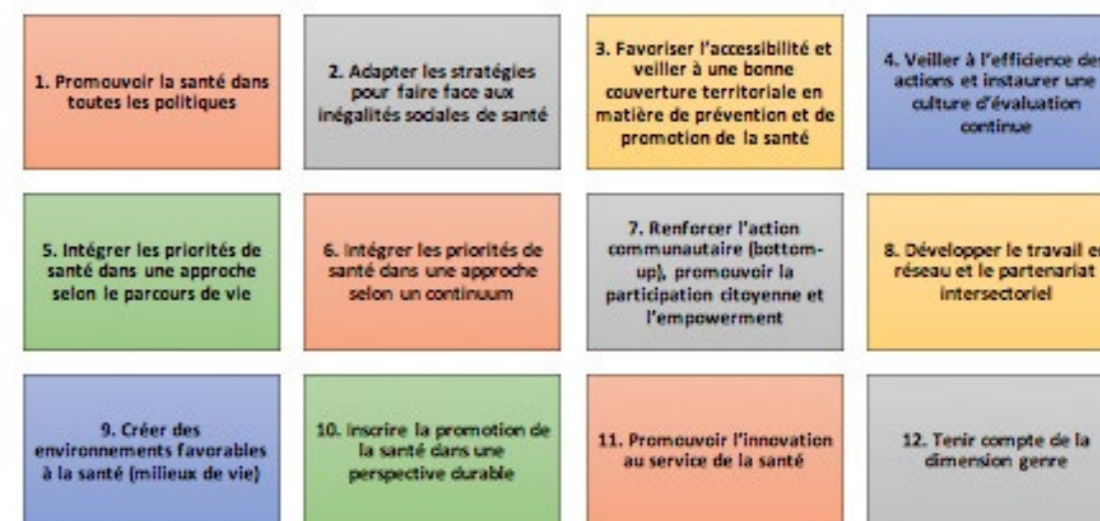 1. Promouvoir la santé dans
toutes les politiques
2. Adapter les stratégies
pour faire face aux
inégalités sociales de santé
3. Favoriser l'accessibilité et
veiller à une bonne
couverture territoriale en
matière de prévention et de
promotion de la santé
4. Veiller à l'efficience des
actions et instaurer une
culture d'évaluation
continue
5. Intégrer les priorités de
santé dans une approche
selon le parcours de vie
6. Intégrer les priorités de
santé dans une approche
selon un continuum
7. Renforcer l'action
communautaire (bottom-
up), promouvoir la
participation citoyenne et
l'empowerment
8. Développer le travail e
réseau et le partenariat
intersectoriel
9. Créer des
environnements favorables
à la santé (milieux de vie)
10. Inscrire la promotion de
la santé dans une
perspective durable
11. Promouvoir l'innovation
au service de la santé
12. Tenir compte de la
dimension genre